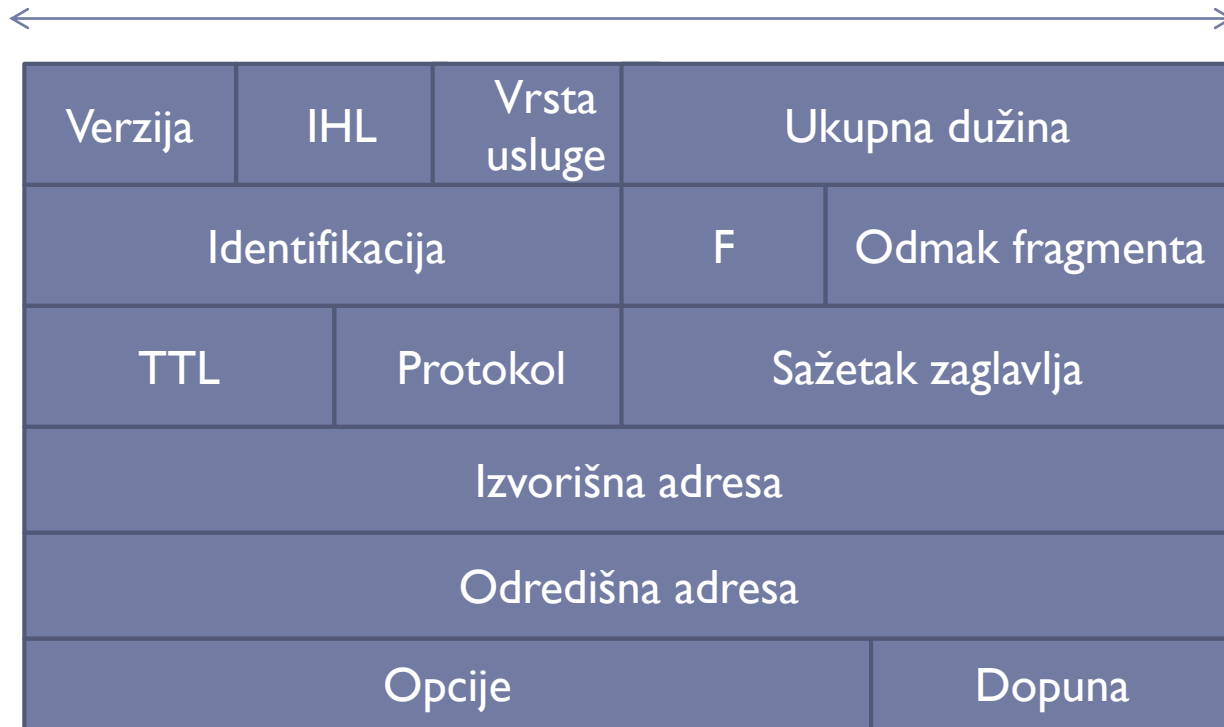 Verzija
IHL
Vrsta
usluge
Ukupna dužina
Identifikacija
F
Odmak fragmenta
TTL
Protokol
Sažetak zaglavlja
Izvorišna adresa
Odredišna adresa
Opcije
Dopuna